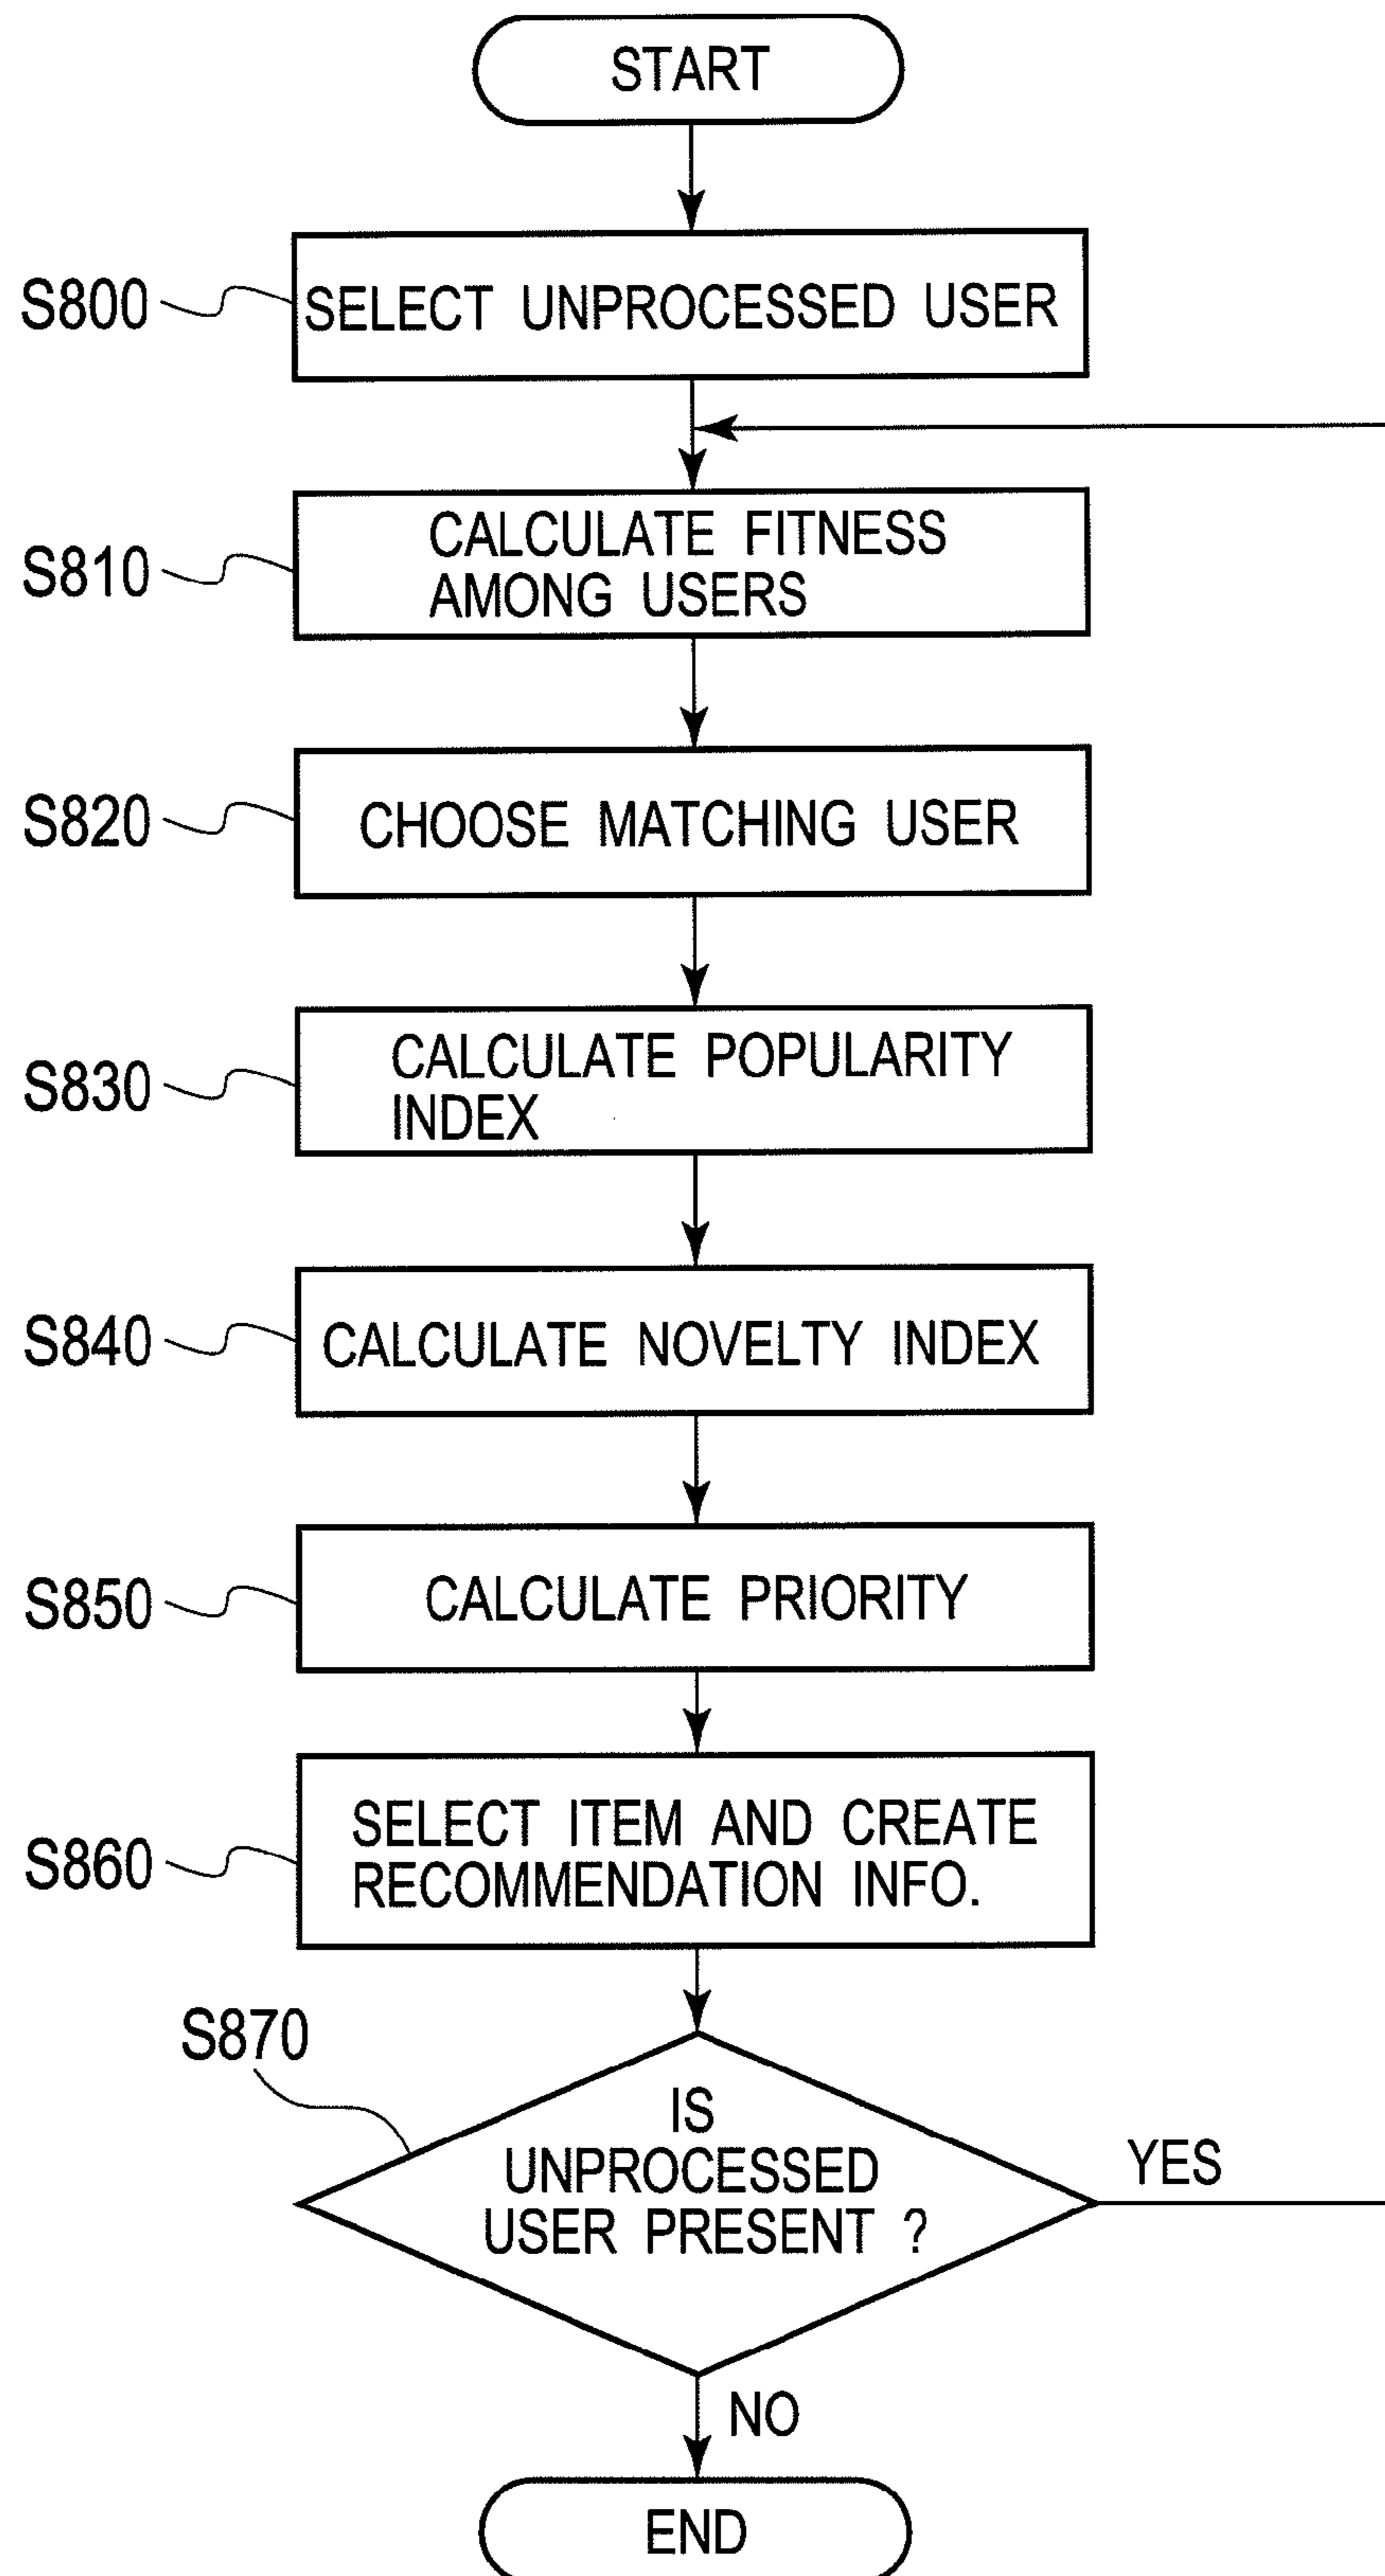 START
S800
SELECT UNPROCESSED USER
S810
CALCULATE FITNESS
AMONG USERS
S820
CHOOSE MATCHING USER
S830
CALCULATE POPULARITY
INDEX
S840
CALCULATE NOVELTY INDEX
S850
CALCULATE PRIORITY
S860
SELECT ITEM AND CREATE
RECOMMENDATION INFO.
S870
IS
UNPROCESSED
USER PRESENT ?
YES
NO
END